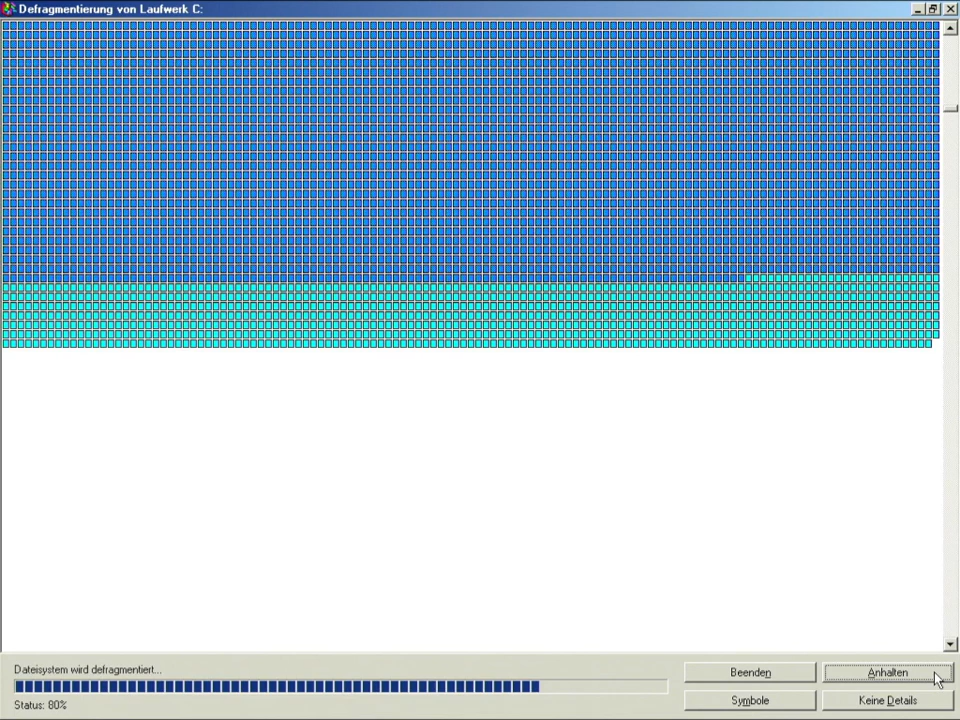 Defragmentierung von Laufwerk C:
Dateisystem wird defragmentiert...
Status: 80%
Beenden
Anhalten
Symbole
Keine Details